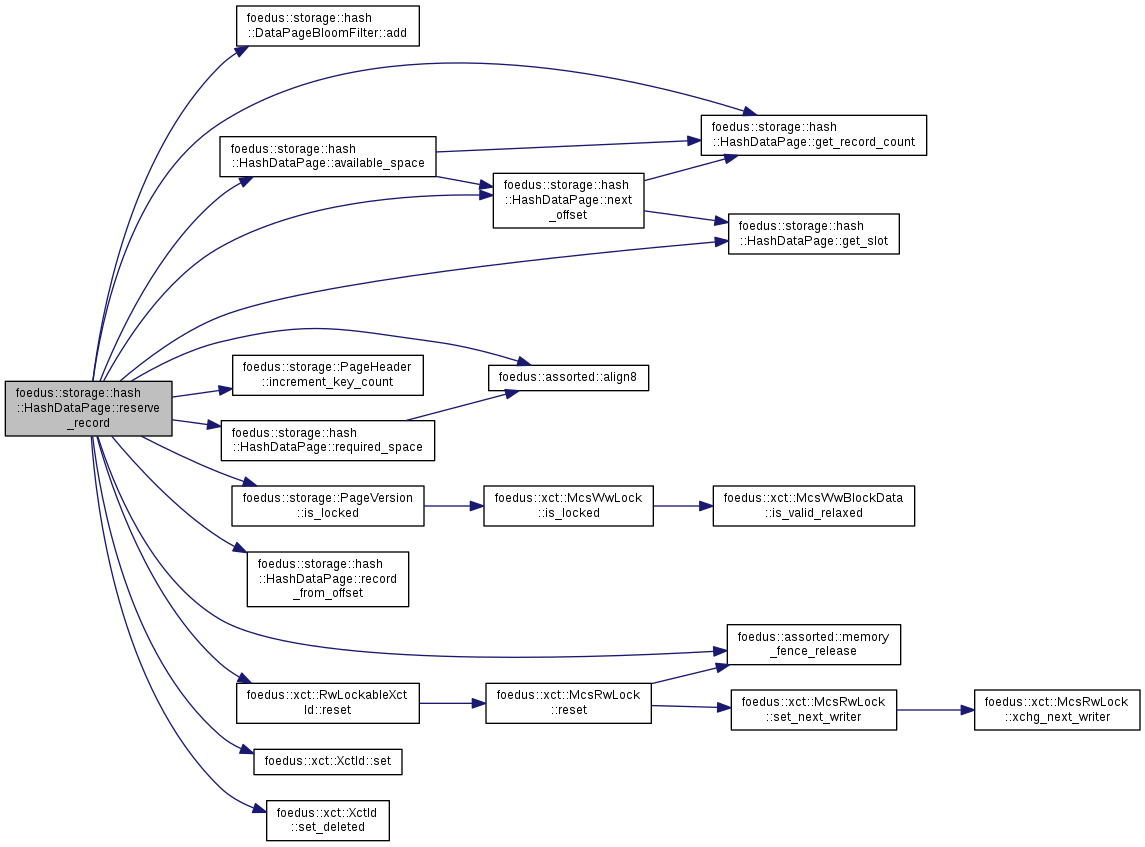 foedus::storage::hash
::DataPageBloomFilter::add
foedus::storage::hash
::HashDataPage::get_record_count
foedus::storage::hash
::HashDataPage::available_space
foedus::storage::hash
::HashDataPage::next
_offset
foedus::storage::hash
::HashDataPage::get_slot
foedus::storage::PageHeader
::increment_key_count
foedus::assorted::align8
foedus::storage::hash
::HashDataPage::reserve
_record
foedus::storage::hash
::HashDataPage::required_space
foedus::storage::PageVersion
::is_locked
foedus::xct::McsWwLock
::is_locked
foedus::xct::McsWwBlockData
::is_valid_relaxed
foedus::storage::hash
::HashDataPage::record
_from_offset
foedus::assorted::memory
_fence_release
foedus::xct::RwLockableXct
Id::reset
foedus::xct::McsRwLock
::reset
foedus::xct::McsRwLock
::set_next_writer
foedus::xct::McsRwLock
::xchg_next_writer
foedus::xct::XctId::set
foedus::xct::XctId
::set_deleted